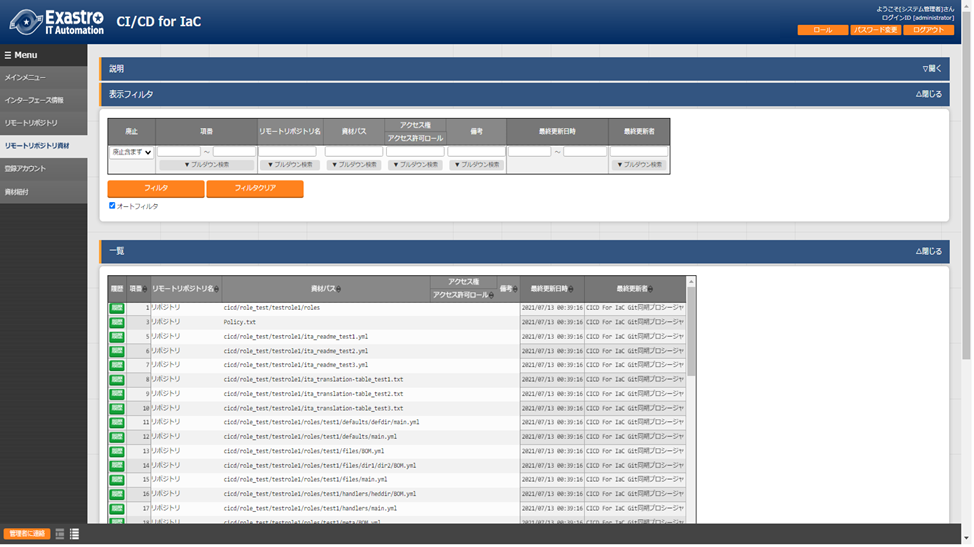 Exastro
IT Automation
CI/CD for IaC
ようこそ[システム管理者]さん
ログインID [administrator]
ロール
パスワード変更
ログアウト
☰ Menu
メインメニュー
インターフェース情報
リモートリポジトリ
リモートリポジトリ資材
登録アカウント
資材紐付
説明
▽開く
表示フィルタ
△閉じる
廃止
項番
リモートリポジトリ名
資材パス
アクセス権
アクセス許可ロール
備考
最終更新日時
最終更新者
廃止含まず
～
～
▼プルダウン検索
▼プルダウン検索
▼プルダウン検索
▼プルダウン検索
▼プルダウン検索
▼プルダウン検索
フィルタ
フィルタクリア
オートフィルタ
一覧
△閉じる
履歴 項番 リモートリポジトリ名 資材パス アクセス権 アクセス許可ロール 備考 最終更新日時 最終更新者
履歴 1 リポジトリ cicd/role_test/testrole1/roles 2021/07/13 00:39:16 CICD For IaC Git同期プロシージャ
履歴 3 リポジトリ Policy.txt 2021/07/13 00:39:16 CICD For IaC Git同期プロシージャ
履歴 5 リポジトリ cicd/role_test/testrole1/ita_readme_test1.yml 2021/07/13 00:39:16 CICD For IaC Git同期プロシージャ
履歴 6 リポジトリ cicd/role_test/testrole1/ita_readme_test2.yml 2021/07/13 00:39:16 CICD For IaC Git同期プロシージャ
履歴 7 リポジトリ cicd/role_test/testrole1/ita_readme_test3.yml 2021/07/13 00:39:16 CICD For IaC Git同期プロシージャ
履歴 8 リポジトリ cicd/role_test/testrole1/ita_translation-table_test1.txt 2021/07/13 00:39:16 CICD For IaC Git同期プロシージャ
履歴 9 リポジトリ cicd/role_test/testrole1/ita_translation-table_test2.txt 2021/07/13 00:39:16 CICD For IaC Git同期プロシージャ
履歴 10 リポジトリ cicd/role_test/testrole1/ita_translation-table_test3.txt 2021/07/13 00:39:16 CICD For IaC Git同期プロシージャ
履歴 11 リポジトリ cicd/role_test/testrole1/roles/test1/defaults/defdir/main.yml 2021/07/13 00:39:16 CICD For IaC Git同期プロシージャ
履歴 12 リポジトリ cicd/role_test/testrole1/roles/test1/defaults/main.yml 2021/07/13 00:39:16 CICD For IaC Git同期プロシージャ
履歴 13 リポジトリ cicd/role_test/testrole1/roles/test1/files/BOM.yml 2021/07/13 00:39:16 CICD For IaC Git同期プロシージャ
履歴 14 リポジトリ cicd/role_test/testrole1/roles/test1/files/dir1/dir2/BOM.yml 2021/07/13 00:39:16 CICD For IaC Git同期プロシージャ
履歴 15 リポジトリ cicd/role_test/testrole1/roles/test1/files/main.yml 2021/07/13 00:39:16 CICD For IaC Git同期プロシージャ
履歴 16 リポジトリ cicd/role_test/testrole1/roles/test1/handlers/heddir/BOM.yml 2021/07/13 00:39:16 CICD For IaC Git同期プロシージャ
履歴 17 リポジトリ cicd/role_test/testrole1/roles/test1/handlers/main.yml 2021/07/13 00:39:16 CICD For IaC Git同期プロシージャ
18 リポジトリ cicd/role_test/testrole1/roles/test1/meta/BOM.yml 2021/07/13 00:39:16 CICD For IaC Git同期プロシージャ
管理者に連絡